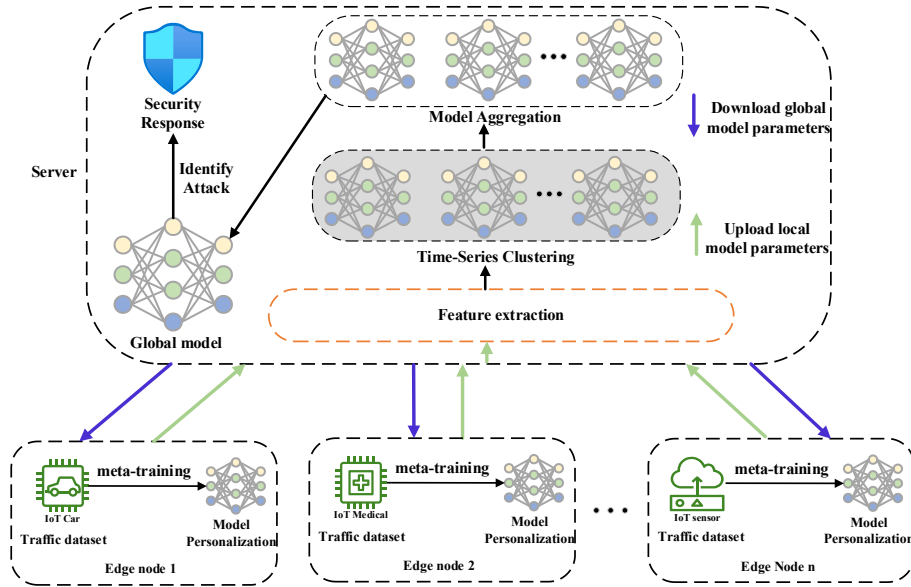 Security
Response
Model Aggregation
Download global
model parameters
Server
Identify
Attack
Upload local
model parameters
Time-Series Clustering
Feature extraction
Global model
meta-training
IoT Car
Traffic dataset
Model
Personalization
Edge node 1
meta-training
IoT Medical
Traffic dataset
Model
Personalization
Edge node 2
meta-training
IoT sensor
Traffic dataset
Model
Personalization
Edge Node n